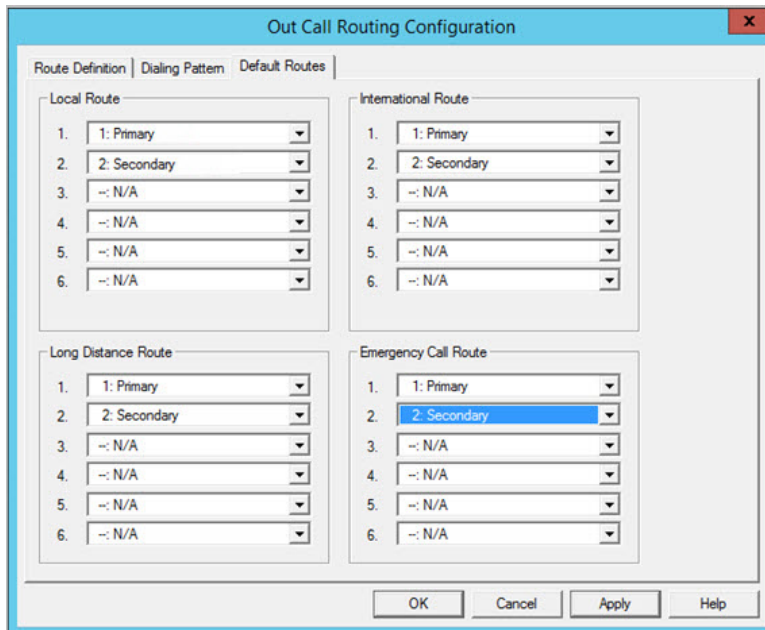 Out Call Routing Configuration
x
Route Definition Dialing Pattern Default Routes
Local Route
1. 1: Primary
2. 2: Secondary
3. --: N/A
4. --: N/A
5. --: N/A
6. --: N/A
International Route
1. 1: Primary
2. 2: Secondary
3. --: N/A
4. --: N/A
5. --: N/A
6. --: N/A
Long Distance Route
1. 1: Primary
2. 2: Secondary
3. --: N/A
4. --: N/A
5. --: N/A
6. --: N/A
Emergency Call Route
1. 1: Primary
2. 2: Secondary
3. --: N/A
4. --: N/A
5. --: N/A
6. --: N/A
OK Cancel Apply Help